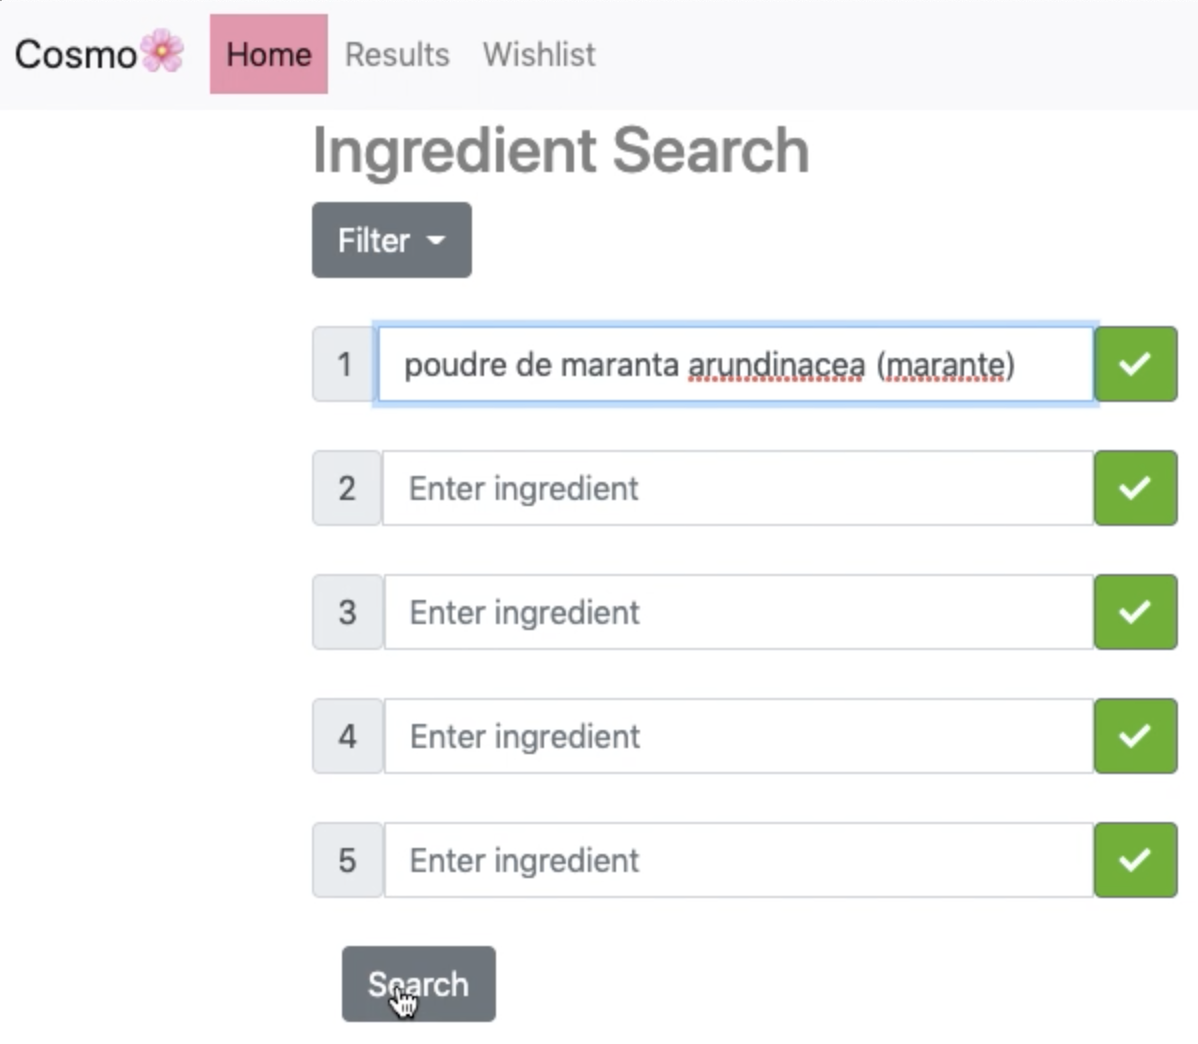 Cosmo🌸 Home Results Wishlist
Ingredient Search
Filter
1 poudre de maranta arundinacea (marante)
2 Enter ingredient
3 Enter ingredient
4 Enter ingredient
5 Enter ingredient
Search